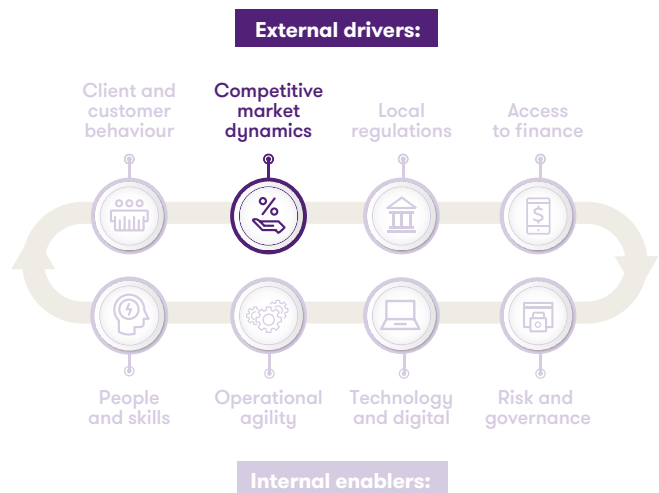 External drivers:
Client and
customer
behaviour
Competitive
market
dynamics
Local
regulations
Access
to finance
%
$
People
and skills
Operational
agility
Technology
and digital
Risk and
governance
Internal enablers: